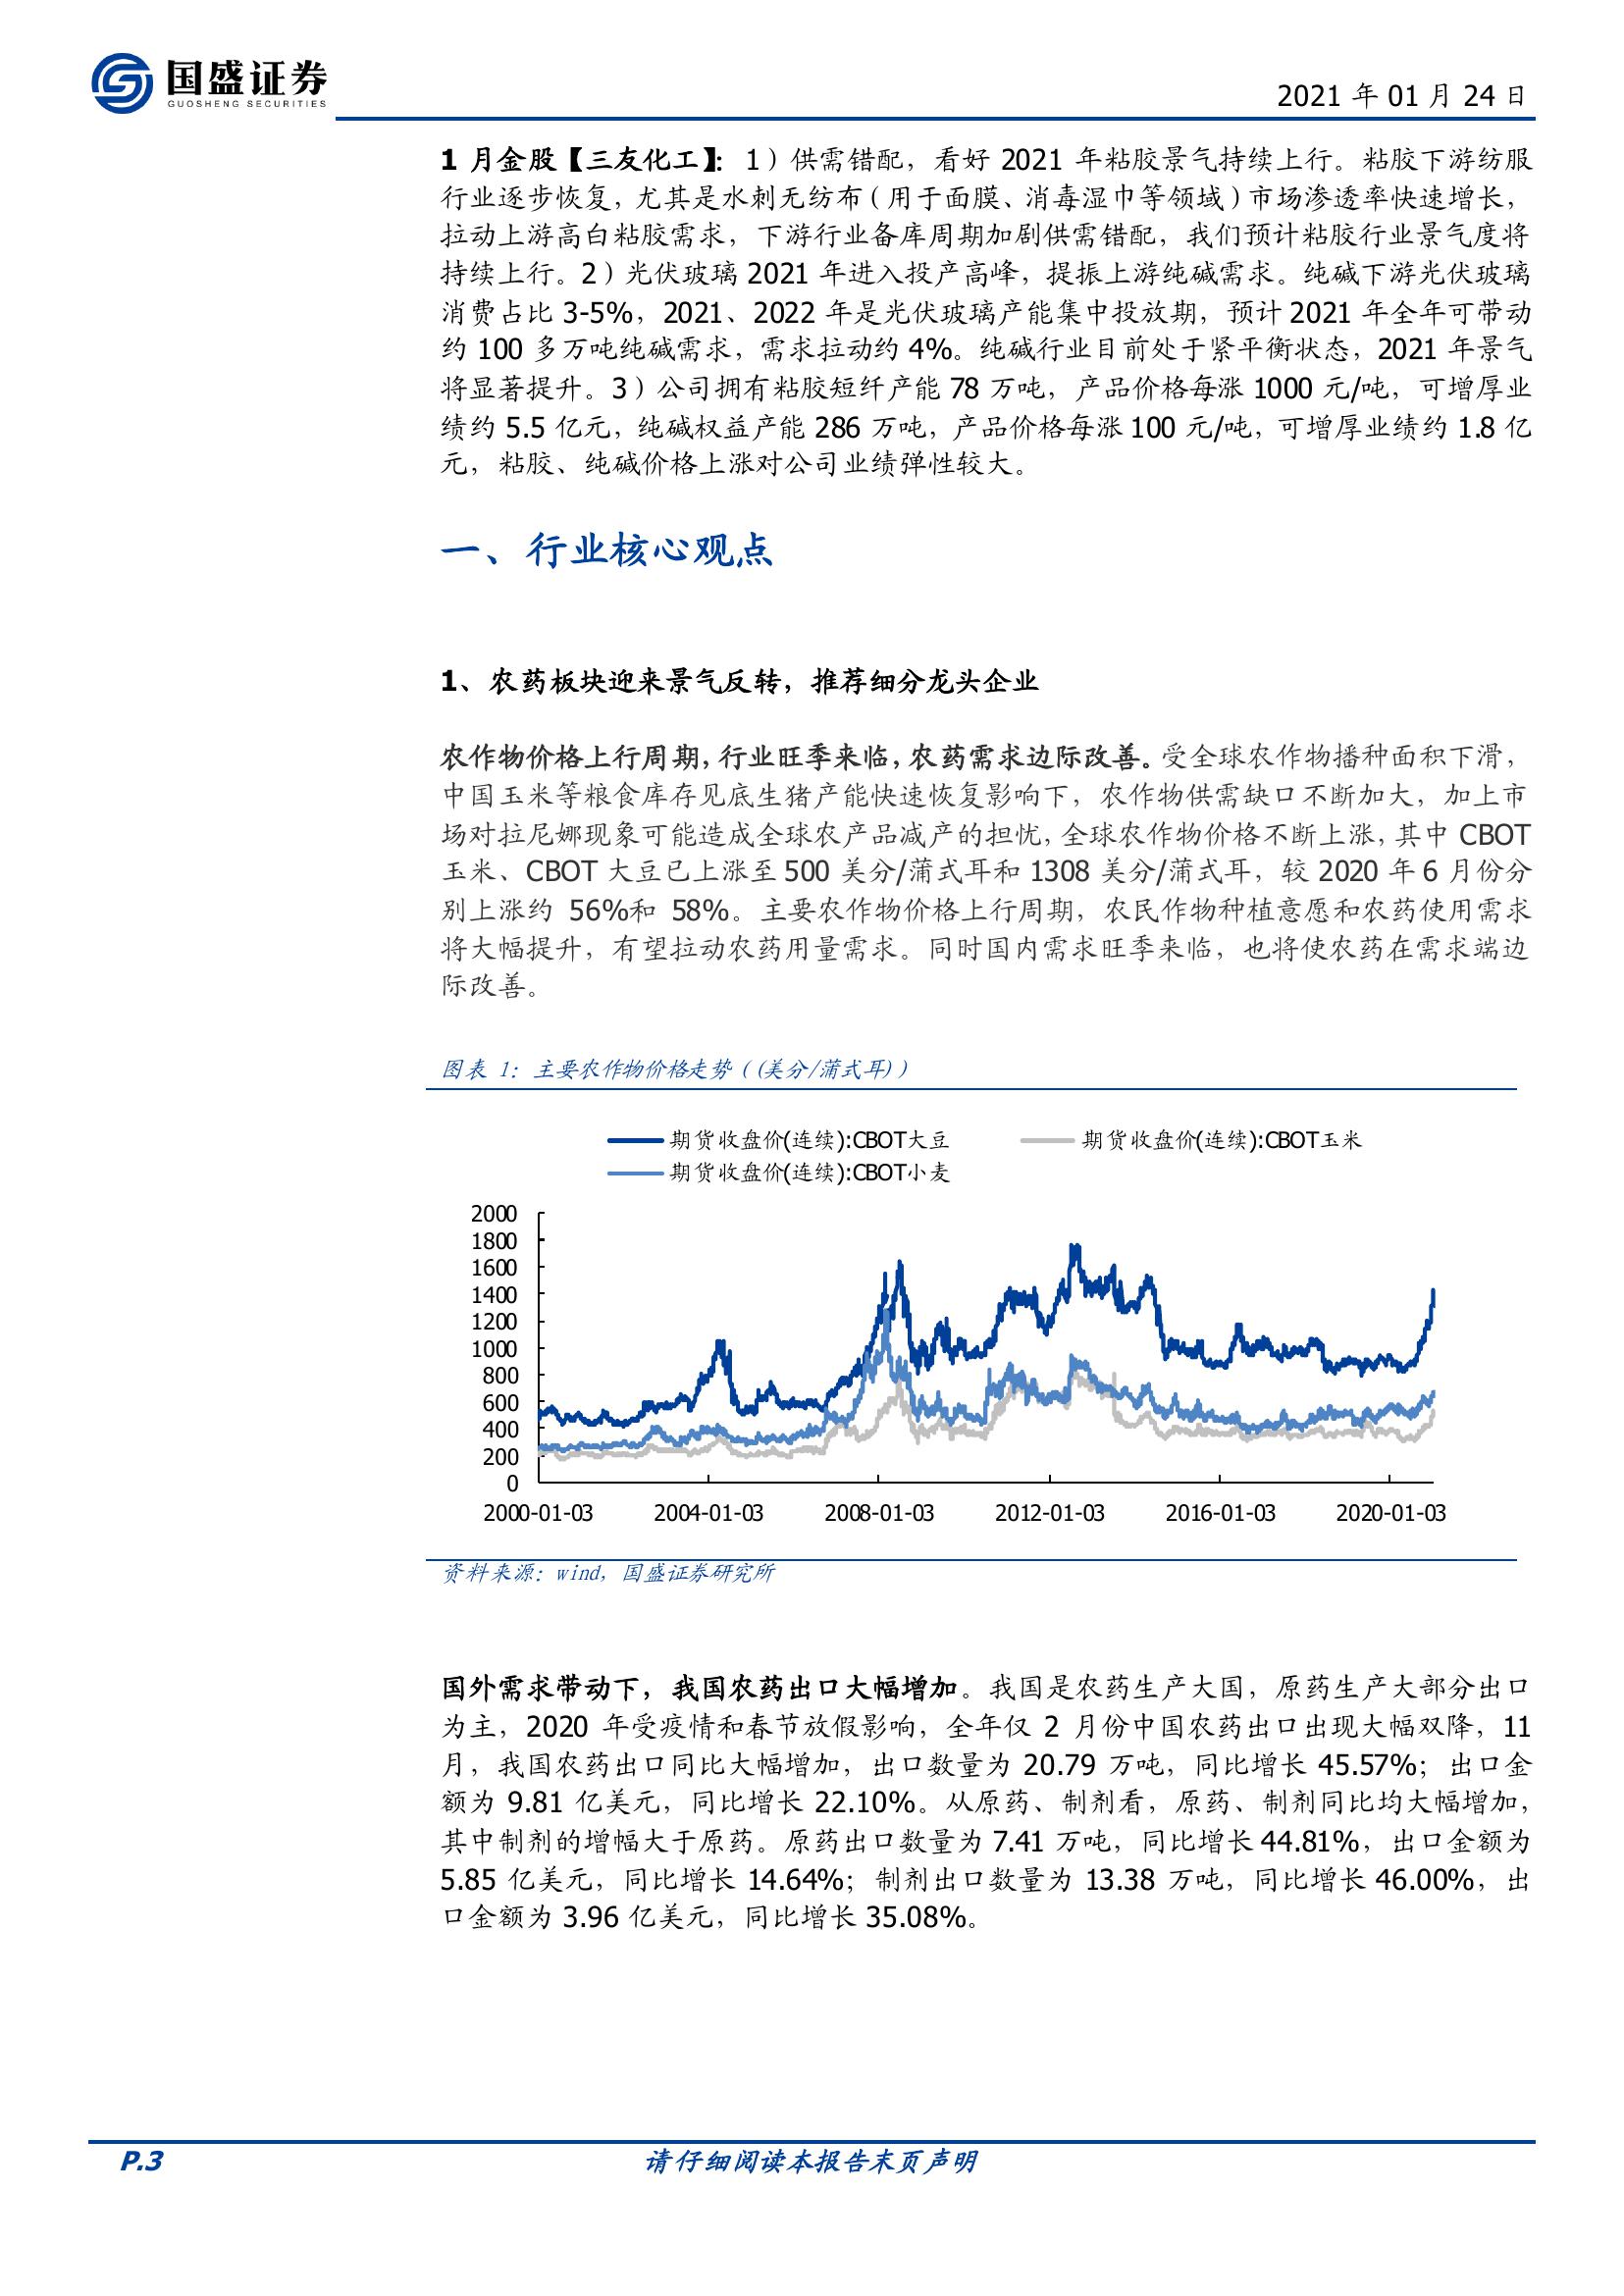 国盛证券
GUOSHENG SECURITIES
2021 年 01 月 24 日
1 月金股【三友化工】：1）供需错配，看好 2021 年粘胶景气持续上行。粘胶下游纺服
行业逐步恢复，尤其是水刺无纺布（用于面膜、消毒湿巾等领域）市场渗透率快速增长，
拉动上游高白粘胶需求，下游行业备库周期加剧供需错配，我们预计粘胶行业景气度将
持续上行。2）光伏玻璃 2021 年进入投产高峰，提振上游纯碱需求。纯碱下游光伏玻璃
消费占比 3-5%，2021、2022 年是光伏玻璃产能集中投放期，预计 2021 年全年可带动
约 100 多万吨纯碱需求，需求拉动约 4%。纯碱行业目前处于紧平衡状态，2021 年景气
将显著提升。3）公司拥有粘胶短纤产能 78 万吨，产品价格每涨 1000 元/吨，可增厚业
绩约 5.5 亿元，纯碱权益产能 286 万吨，产品价格每涨 100 元/吨，可增厚业绩约 1.8 亿
元，粘胶、纯碱价格上涨对公司业绩弹性较大。
一、行业核心观点
1、农药板块迎来景气反转，推荐细分龙头企业
农作物价格上行周期，行业旺季来临，农药需求边际改善。受全球农作物播种面积下滑，
中国玉米等粮食库存见底生猪产能快速恢复影响下，农作物供需缺口不断加大，加上市
场对拉尼娜现象可能造成全球农产品减产的担忧，全球农作物价格不断上涨，其中 CBOT
玉米、CBOT 大豆已上涨至 500 美分/蒲式耳和 1308 美分/蒲式耳，较 2020 年 6 月份分
别上涨约 56%和 58%。主要农作物价格上行周期，农民作物种植意愿和农药使用需求
将大幅提升，有望拉动农药用量需求。同时国内需求旺季来临，也将使农药在需求端边
际改善。
图表 1：主要农作物价格走势（(美分/蒲式耳)）
期货收盘价(连续):CBOT大豆 期货收盘价(连续):CBOT玉米
期货收盘价(连续):CBOT小麦
2000
1800
1600
1400
1200
1000
800
600
400
200
0
2000-01-03 2004-01-03 2008-01-03 2012-01-03 2016-01-03 2020-01-03
资料来源：wind，国盛证券研究所
国外需求带动下，我国农药出口大幅增加。我国是农药生产大国，原药生产大部分出口
为主，2020 年受疫情和春节放假影响，全年仅 2 月份中国农药出口出现大幅双降，11
月，我国农药出口同比大幅增加，出口数量为 20.79 万吨，同比增长 45.57%；出口金
额为 9.81 亿美元，同比增长 22.10%。从原药、制剂看，原药、制剂同比均大幅增加，
其中制剂的增幅大于原药。原药出口数量为 7.41 万吨，同比增长 44.81%，出口金额为
5.85 亿美元，同比增长 14.64%；制剂出口数量为 13.38 万吨，同比增长 46.00%，出
口金额为 3.96 亿美元，同比增长 35.08%。
P.3 请仔细阅读本报告末页声明